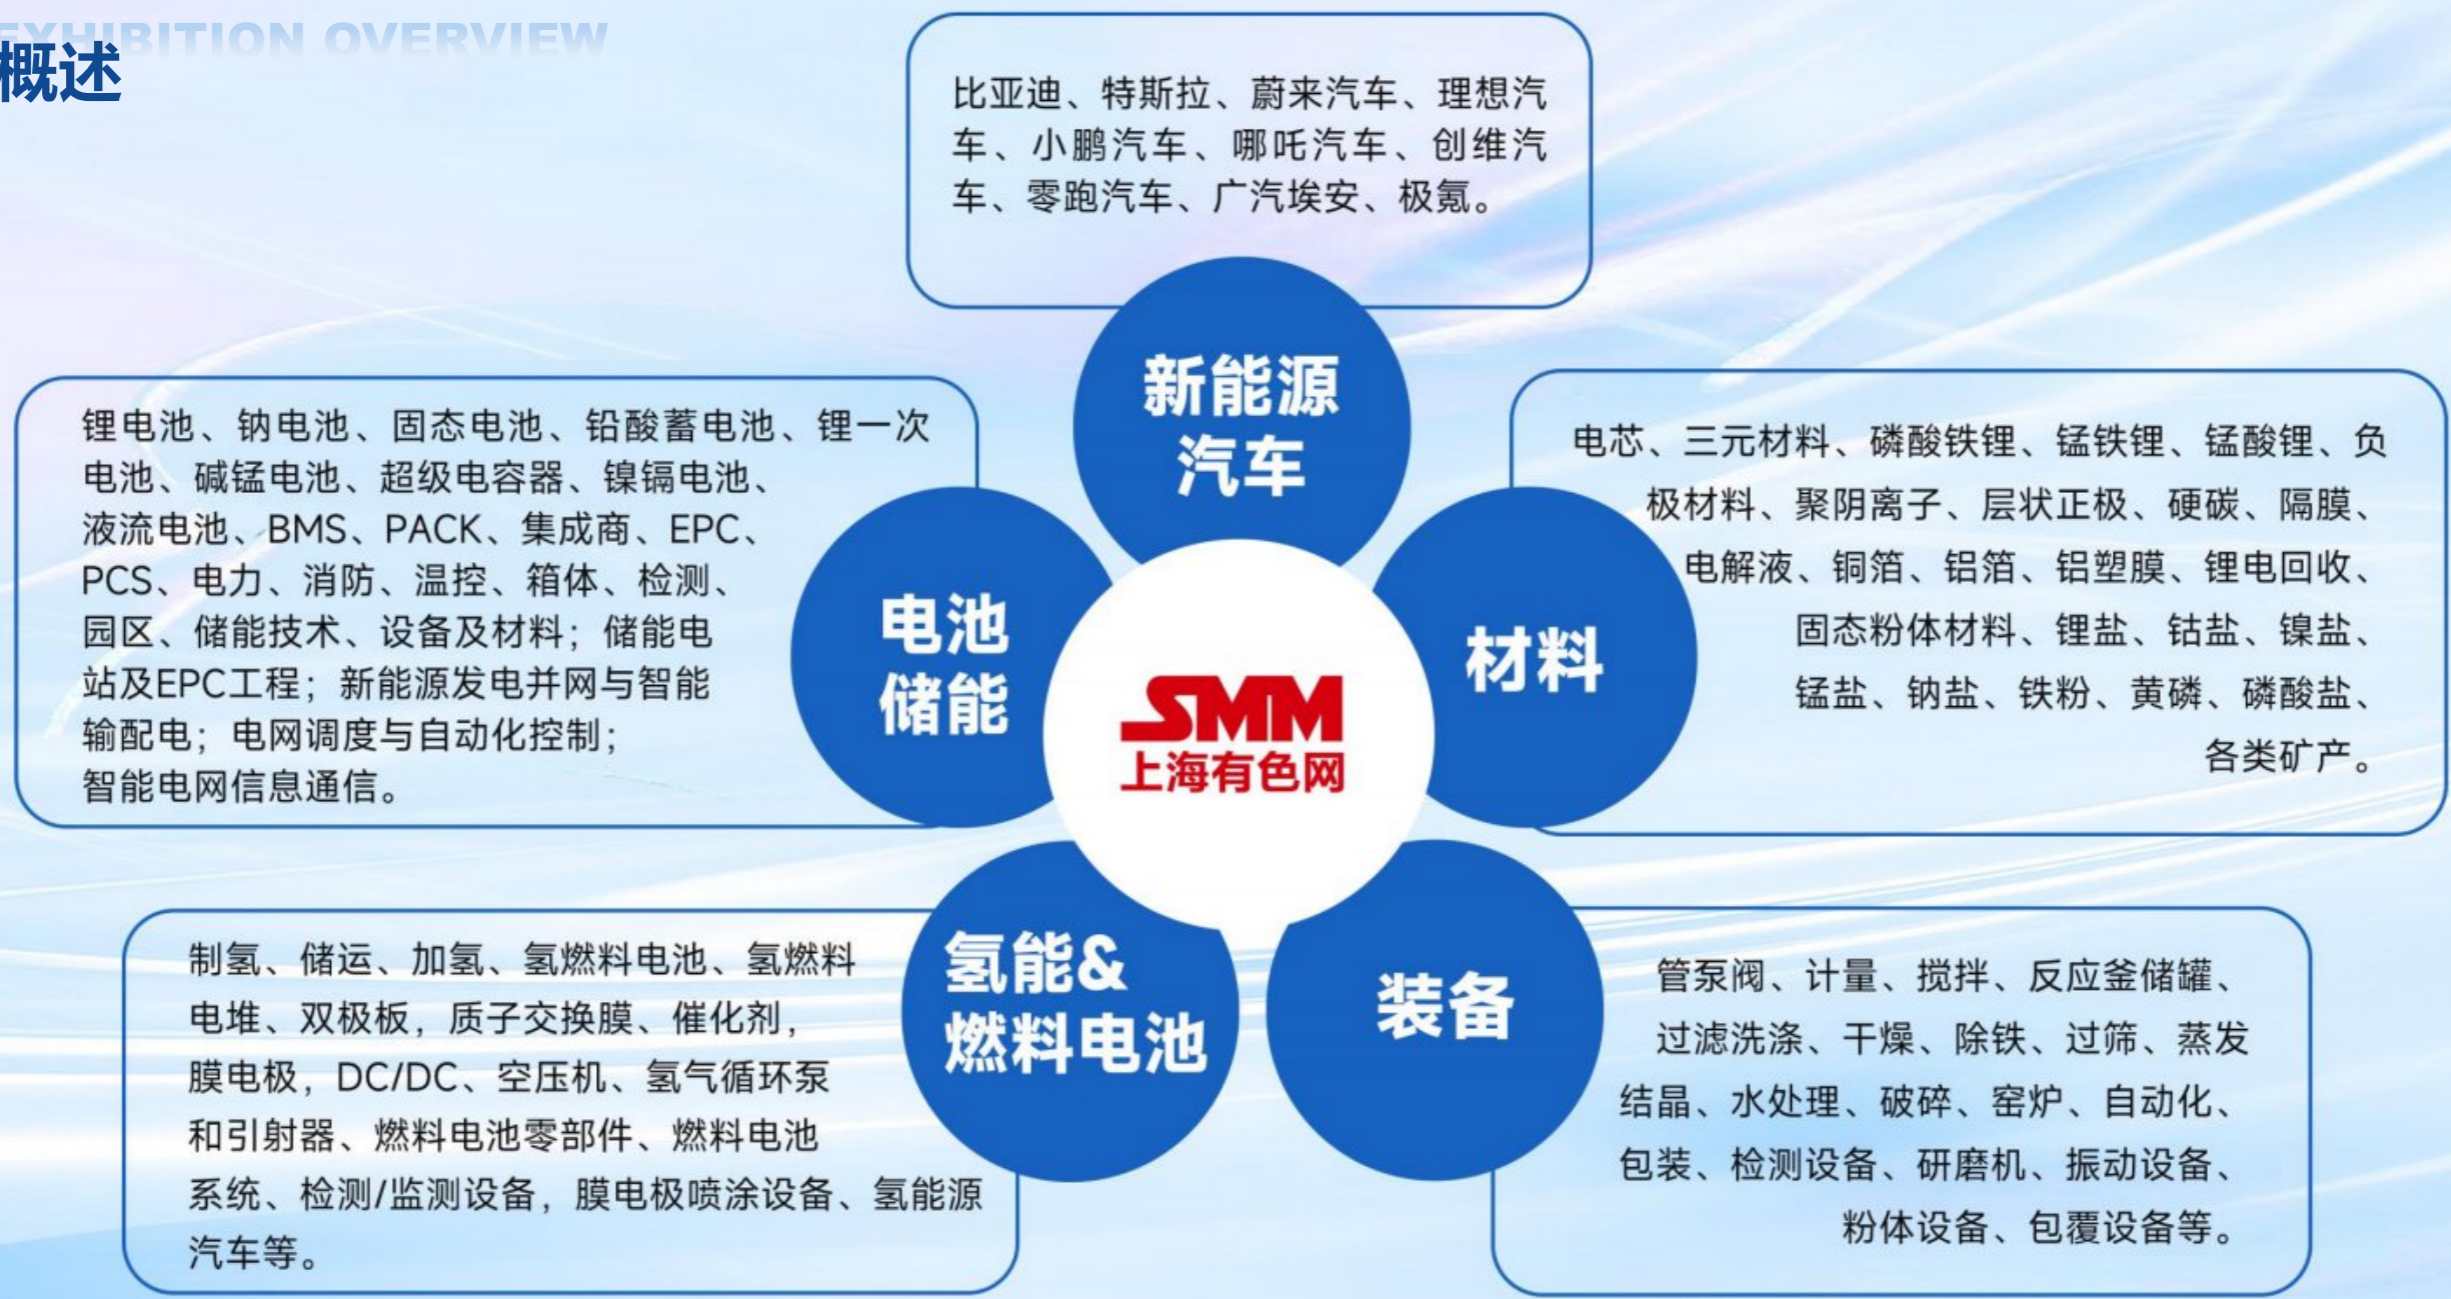 EXHIBITION OVERVIEW
概述
比亚迪、特斯拉、蔚来汽车、理想汽
车、小鹏汽车、哪吒汽车、创维汽
车、零跑汽车、广汽埃安、极氪。
新能源
汽车
锂电池、钠电池、固态电池、铅酸蓄电池、锂一次
电池、碱锰电池、超级电容器、镍镉电池、
液流电池、BMS、PACK、集成商、EPC、
PCS、电力、消防、温控、箱体、检测、
园区、储能技术、设备及材料；储能电
站及EPC工程；新能源发电并网与智能
输配电；电网调度与自动化控制；
智能电网信息通信。
电池
储能
电芯、三元材料、磷酸铁锂、锰铁锂、锰酸锂、负
极材料、聚阴离子、层状正极、硬碳、隔膜、
电解液、铜箔、铝箔、铝塑膜、锂电回收、
固态粉体材料、锂盐、钴盐、镍盐、
锰盐、钠盐、铁粉、黄磷、磷酸盐、
各类矿产。
材料
SMM
上海有色网
制氢、储运、加氢、氢燃料电池、氢燃料
电堆、双极板，质子交换膜、催化剂，
膜电极，DC/DC、空压机、氢气循环泵
和引射器、燃料电池零部件、燃料电池
系统、检测/监测设备，膜电极喷涂设备、氢能源
汽车等。
氢能&
燃料电池
装备
管泵阀、计量、搅拌、反应釜储罐、
过滤洗涤、干燥、除铁、过筛、蒸发
结晶、水处理、破碎、窑炉、自动化、
包装、检测设备、研磨机、振动设备、
粉体设备、包覆设备等。